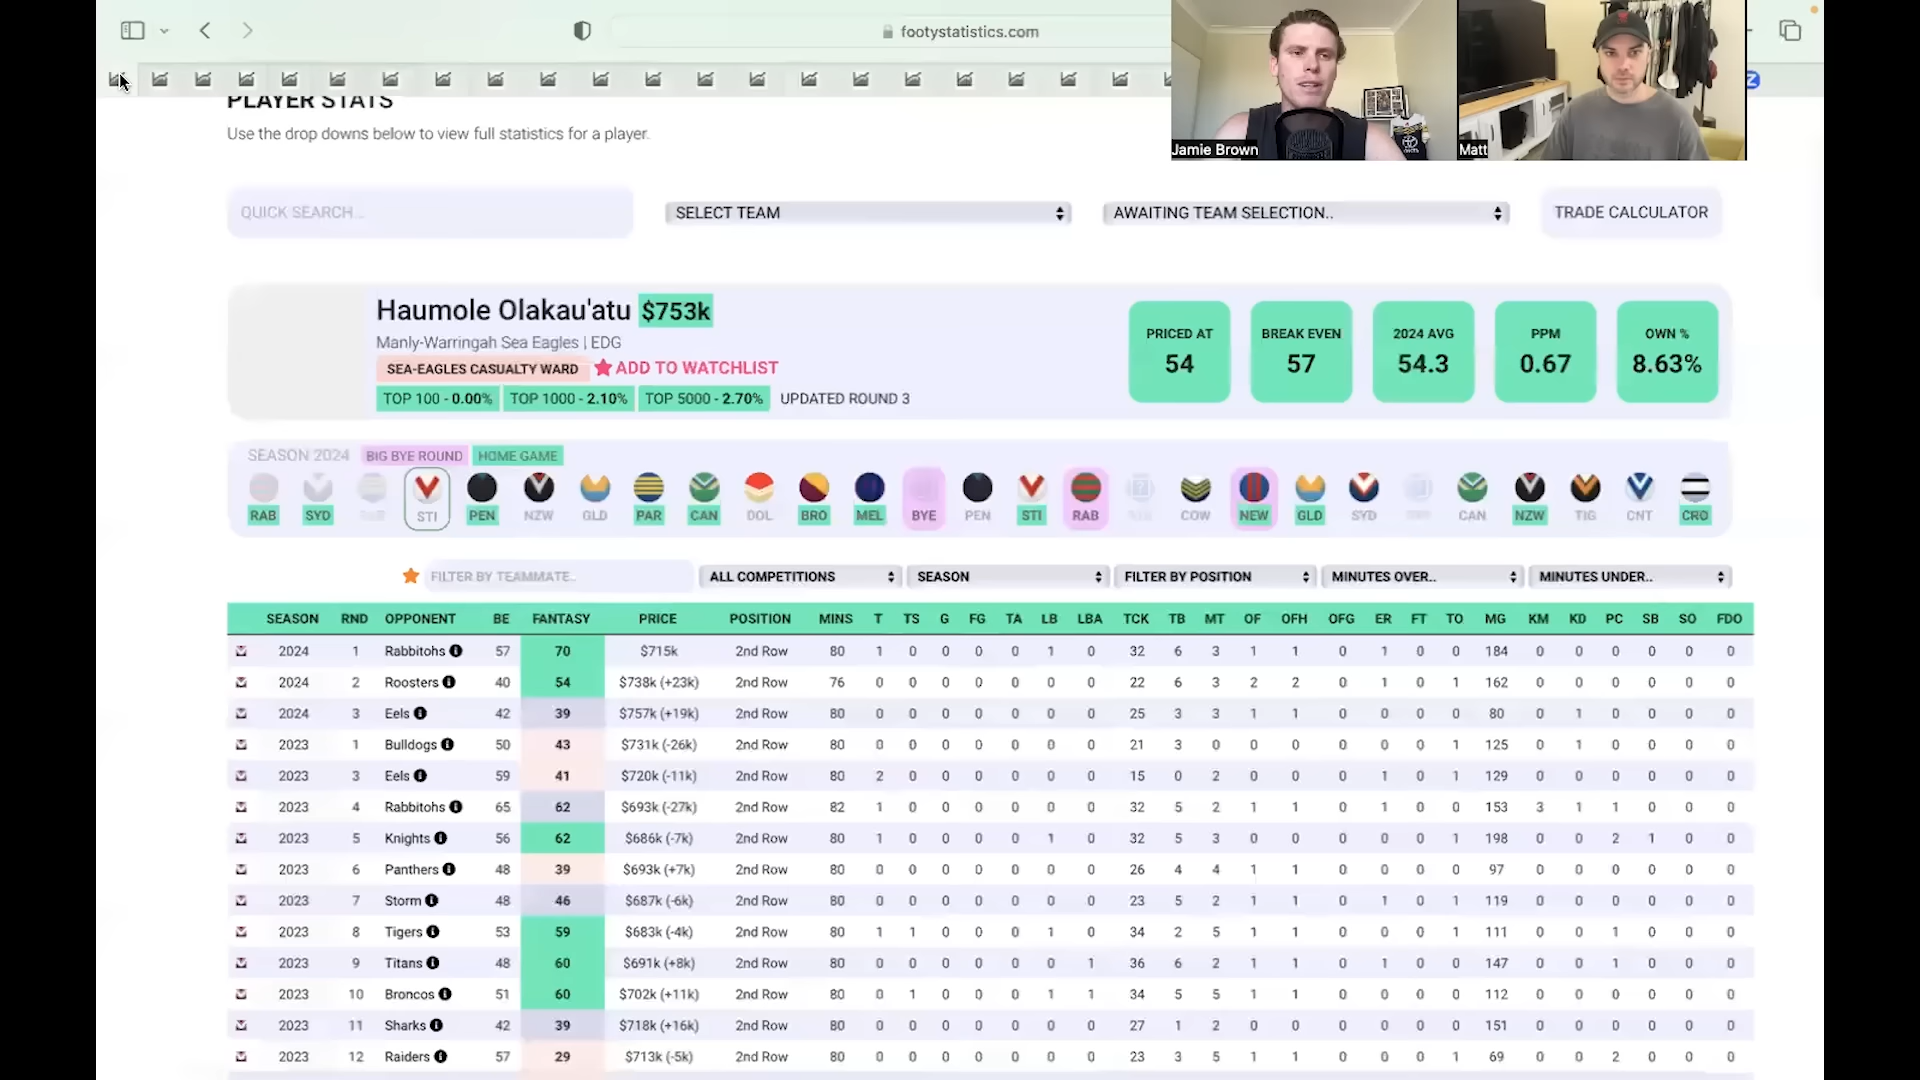 footystatistics.com
PLAYER STATS
Use the drop downs below to view full statistics for a player.
Jamie Brown
Matt
QUICK SEARCH...
SELECT TEAM
AWAITING TEAM SELECTION..
TRADE CALCULATOR
Haumole Olakau'atu $753k
Manly-Warringah Sea Eagles | EDG
SEA-EAGLES CASUALTY WARD ADD TO WATCHLIST
TOP 100 - 0.00% TOP 1000 - 2.10% TOP 5000 - 2.70% UPDATED ROUND 3
PRICED AT 54
BREAK EVEN 57
2024 AVG 54.3
PPM 0.67
OWN % 8.63%
SEASON 2024 BIG BYE ROUND HOME GAME
RAB SYD STI PEN NZW GLD PAR CAN DOL BRO MEL BYE PEN STI RAB COW NEW GLD SYD CAN NZW TIG CNT CRO
FILTER BY TEAMMATE.. ALL COMPETITIONS SEASON FILTER BY POSITION MINUTES OVER.. MINUTES UNDER..
SEASON RND OPPONENT BE FANTASY PRICE POSITION MINS T TS G FG TA LB LBA TCK TB MT OF OFH OFG ER FT TO MG KM KD PC SB SO FDO
2024 1 Rabbitohs 57 70 $715k 2nd Row 80 1 0 0 0 0 1 0 32 6 3 1 1 0 1 0 0 184 0 0 0 0 0 0
2024 2 Roosters 40 54 $738k (+23k) 2nd Row 76 0 0 0 0 0 0 0 22 6 3 2 2 0 1 0 1 162 0 0 0 0 0 0
2024 3 Eels 42 39 $757k (+19k) 2nd Row 80 0 0 0 0 0 0 0 25 3 3 1 1 0 0 0 0 80 0 1 0 0 0 0
2023 1 Bulldogs 50 43 $731k (-26k) 2nd Row 80 0 0 0 0 0 0 0 21 3 0 0 0 0 0 0 1 125 0 1 0 0 0 0
2023 3 Eels 59 41 $720k (-11k) 2nd Row 80 2 0 0 0 0 0 0 15 0 2 0 0 0 1 0 1 129 0 0 0 0 0 0
2023 4 Rabbitohs 65 62 $693k (-27k) 2nd Row 82 1 0 0 0 0 0 0 32 5 2 1 1 0 1 0 0 153 3 1 1 0 0 0
2023 5 Knights 56 62 $686k (-7k) 2nd Row 80 1 0 0 0 0 1 0 32 5 3 0 0 0 0 0 1 198 0 0 2 1 0 0
2023 6 Panthers 48 39 $693k (+7k) 2nd Row 80 0 0 0 0 0 0 0 26 4 4 1 1 0 0 0 0 97 0 0 0 0 0 0
2023 7 Storm 48 46 $687k (-6k) 2nd Row 80 0 0 0 0 0 0 0 23 5 2 1 1 0 1 0 1 119 0 0 0 0 0 0
2023 8 Tigers 53 59 $683k (-4k) 2nd Row 80 1 1 0 0 0 1 0 34 2 5 1 1 0 0 0 1 111 0 0 1 0 0 0
2023 9 Titans 48 60 $691k (+8k) 2nd Row 80 0 0 0 0 0 0 1 36 6 2 1 1 0 1 0 0 147 0 0 1 0 0 0
2023 10 Broncos 51 60 $702k (+11k) 2nd Row 80 0 1 0 0 0 1 1 34 5 5 1 1 0 0 0 0 112 0 0 0 0 0 0
2023 11 Sharks 42 39 $718k (+16k) 2nd Row 80 0 0 0 0 0 0 0 27 1 2 0 0 0 0 0 0 151 0 0 0 0 0 0
2023 12 Raiders 57 29 $713k (-5k) 2nd Row 80 0 0 0 0 0 0 0 23 3 5 1 1 0 0 0 1 69 0 0 2 0 0 0